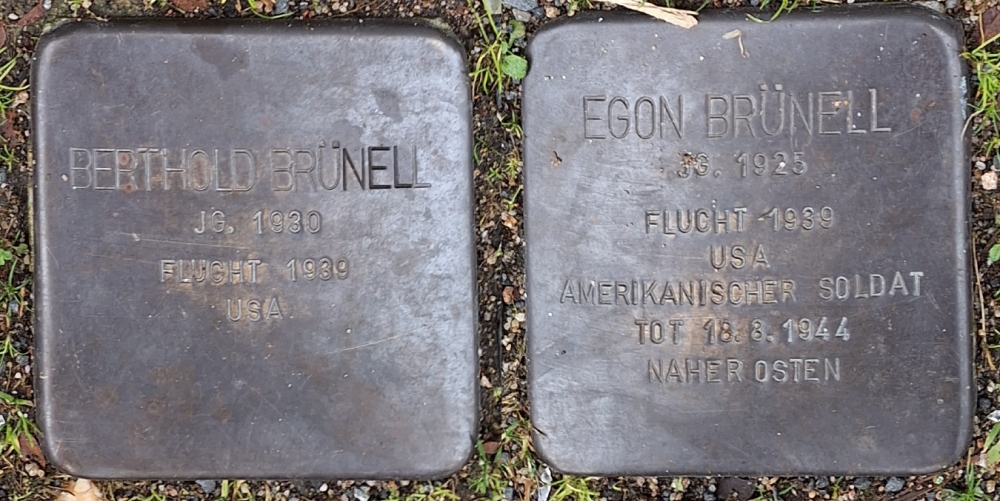 BERTHOLD BRÜNELL
JG. 1930
FLUCHT 1939
USA
EGON BRÜNELL
JG. 1925
FLUCHT 1939
USA
AMERIKANISCHER SOLDAT
TOT 18.8.1944
NAHER OSTEN